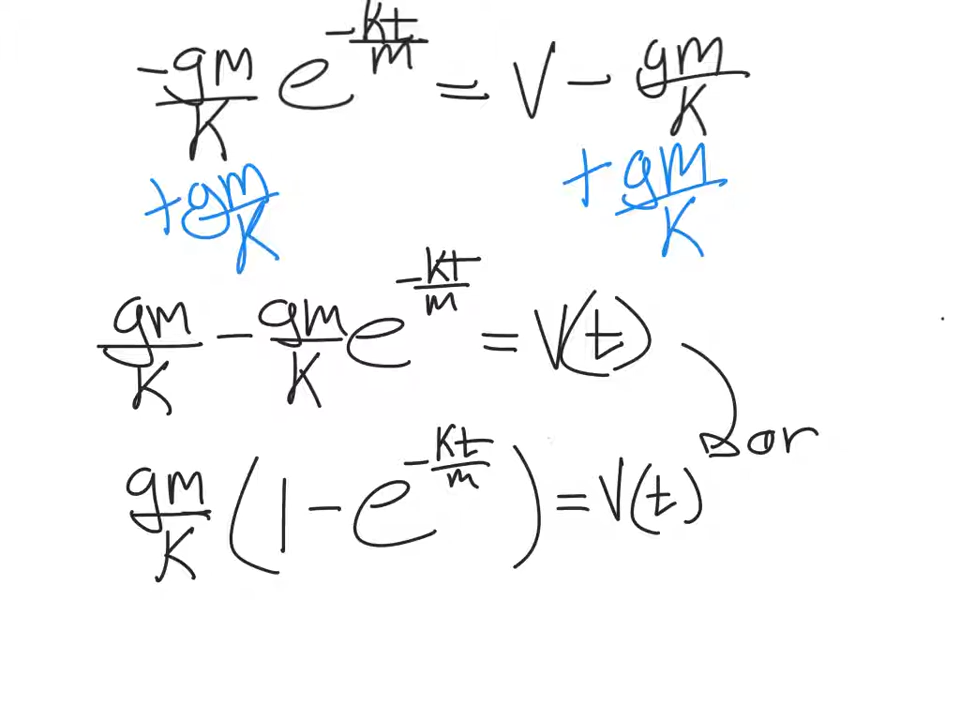 -gm/K e^(-Kt/m) = V - gm/K
+gm/K +gm/K
gm/K - gm/K e^(-Kt/m) = V(t)
or
gm/K (1 - e^(-Kt/m)) = V(t)